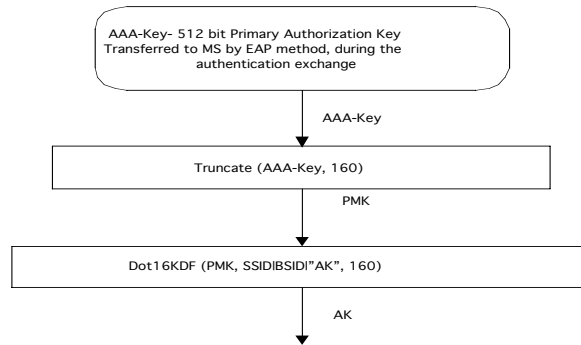 AAA-Key- 512 bit Primary Authorization Key
Transferred to MS by EAP method, during the
authentication exchange
AAA-Key
Truncate (AAA-Key, 160)
PMK
Dot16KDF (PMK, SSID|BSID|"AK", 160)
AK